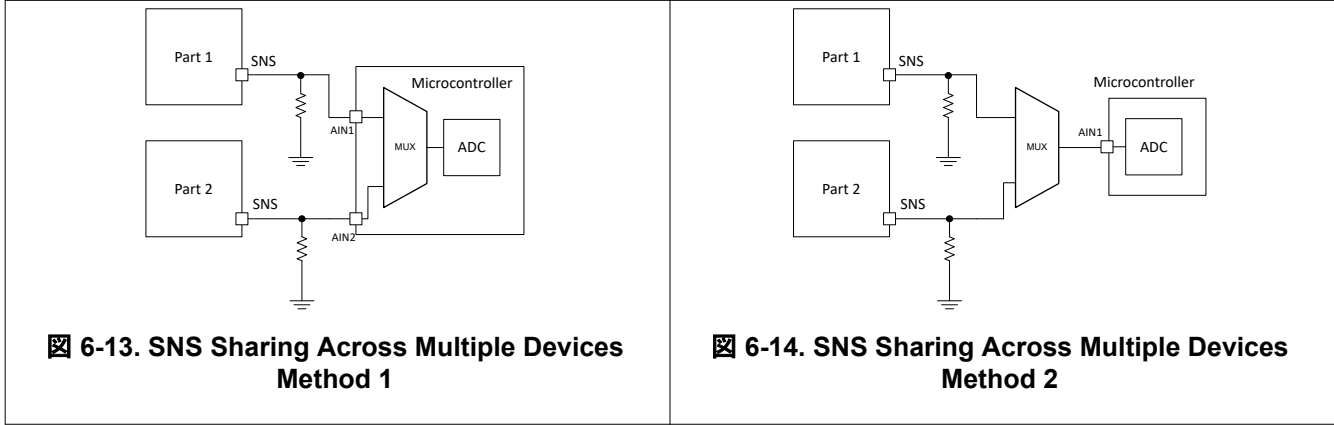 Part 1
SNS
Microcontroller
AIN1
MUX
ADC
Part 2
SNS
AIN2
図 6-13. SNS Sharing Across Multiple Devices
Method 1
Part 1
SNS
Microcontroller
AIN1
MUX
ADC
Part 2
SNS
図 6-14. SNS Sharing Across Multiple Devices
Method 2